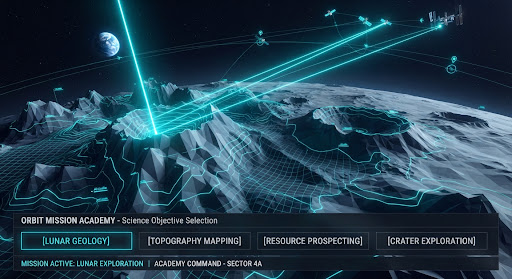 ORBIT MISSION ACADEMY - Science Objective Selection
[LUNAR GEOLOGY] [TOPOGRAPHY MAPPING] [RESOURCE PROSPECTING] [CRATER EXPLORATION]
MISSION ACTIVE: LUNAR EXPLORATION | ACADEMY COMMAND - SECTOR 4A